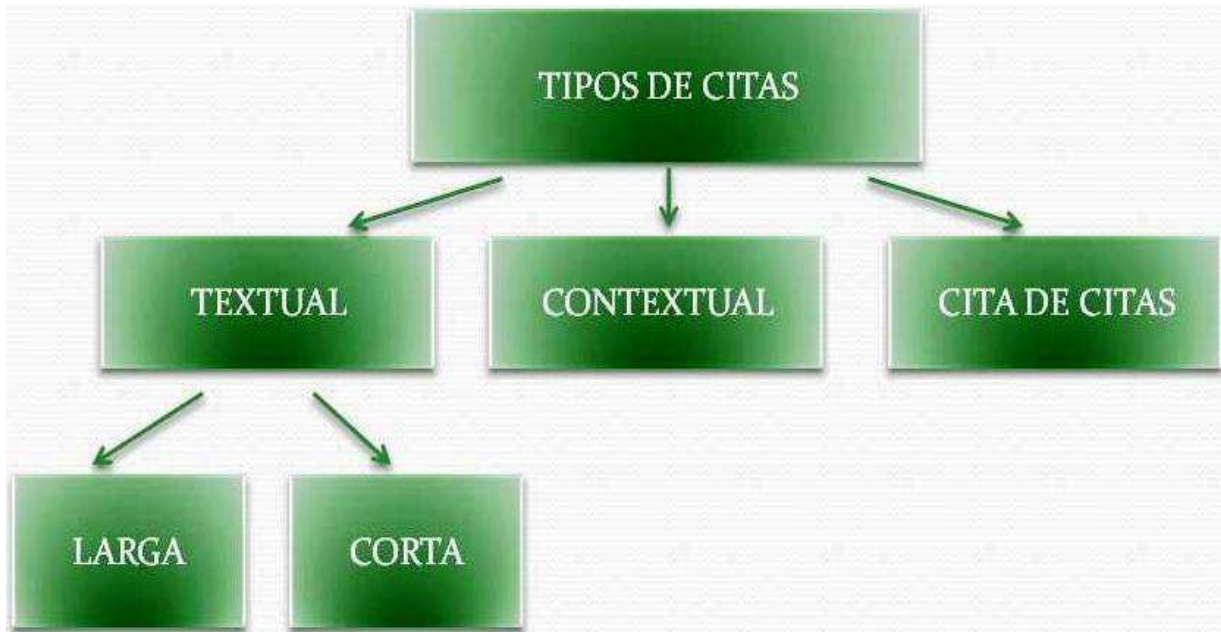 TIPOS DE CITAS
TEXTUAL
CONTEXTUAL
CITA DE CITAS
LARGA
CORTA